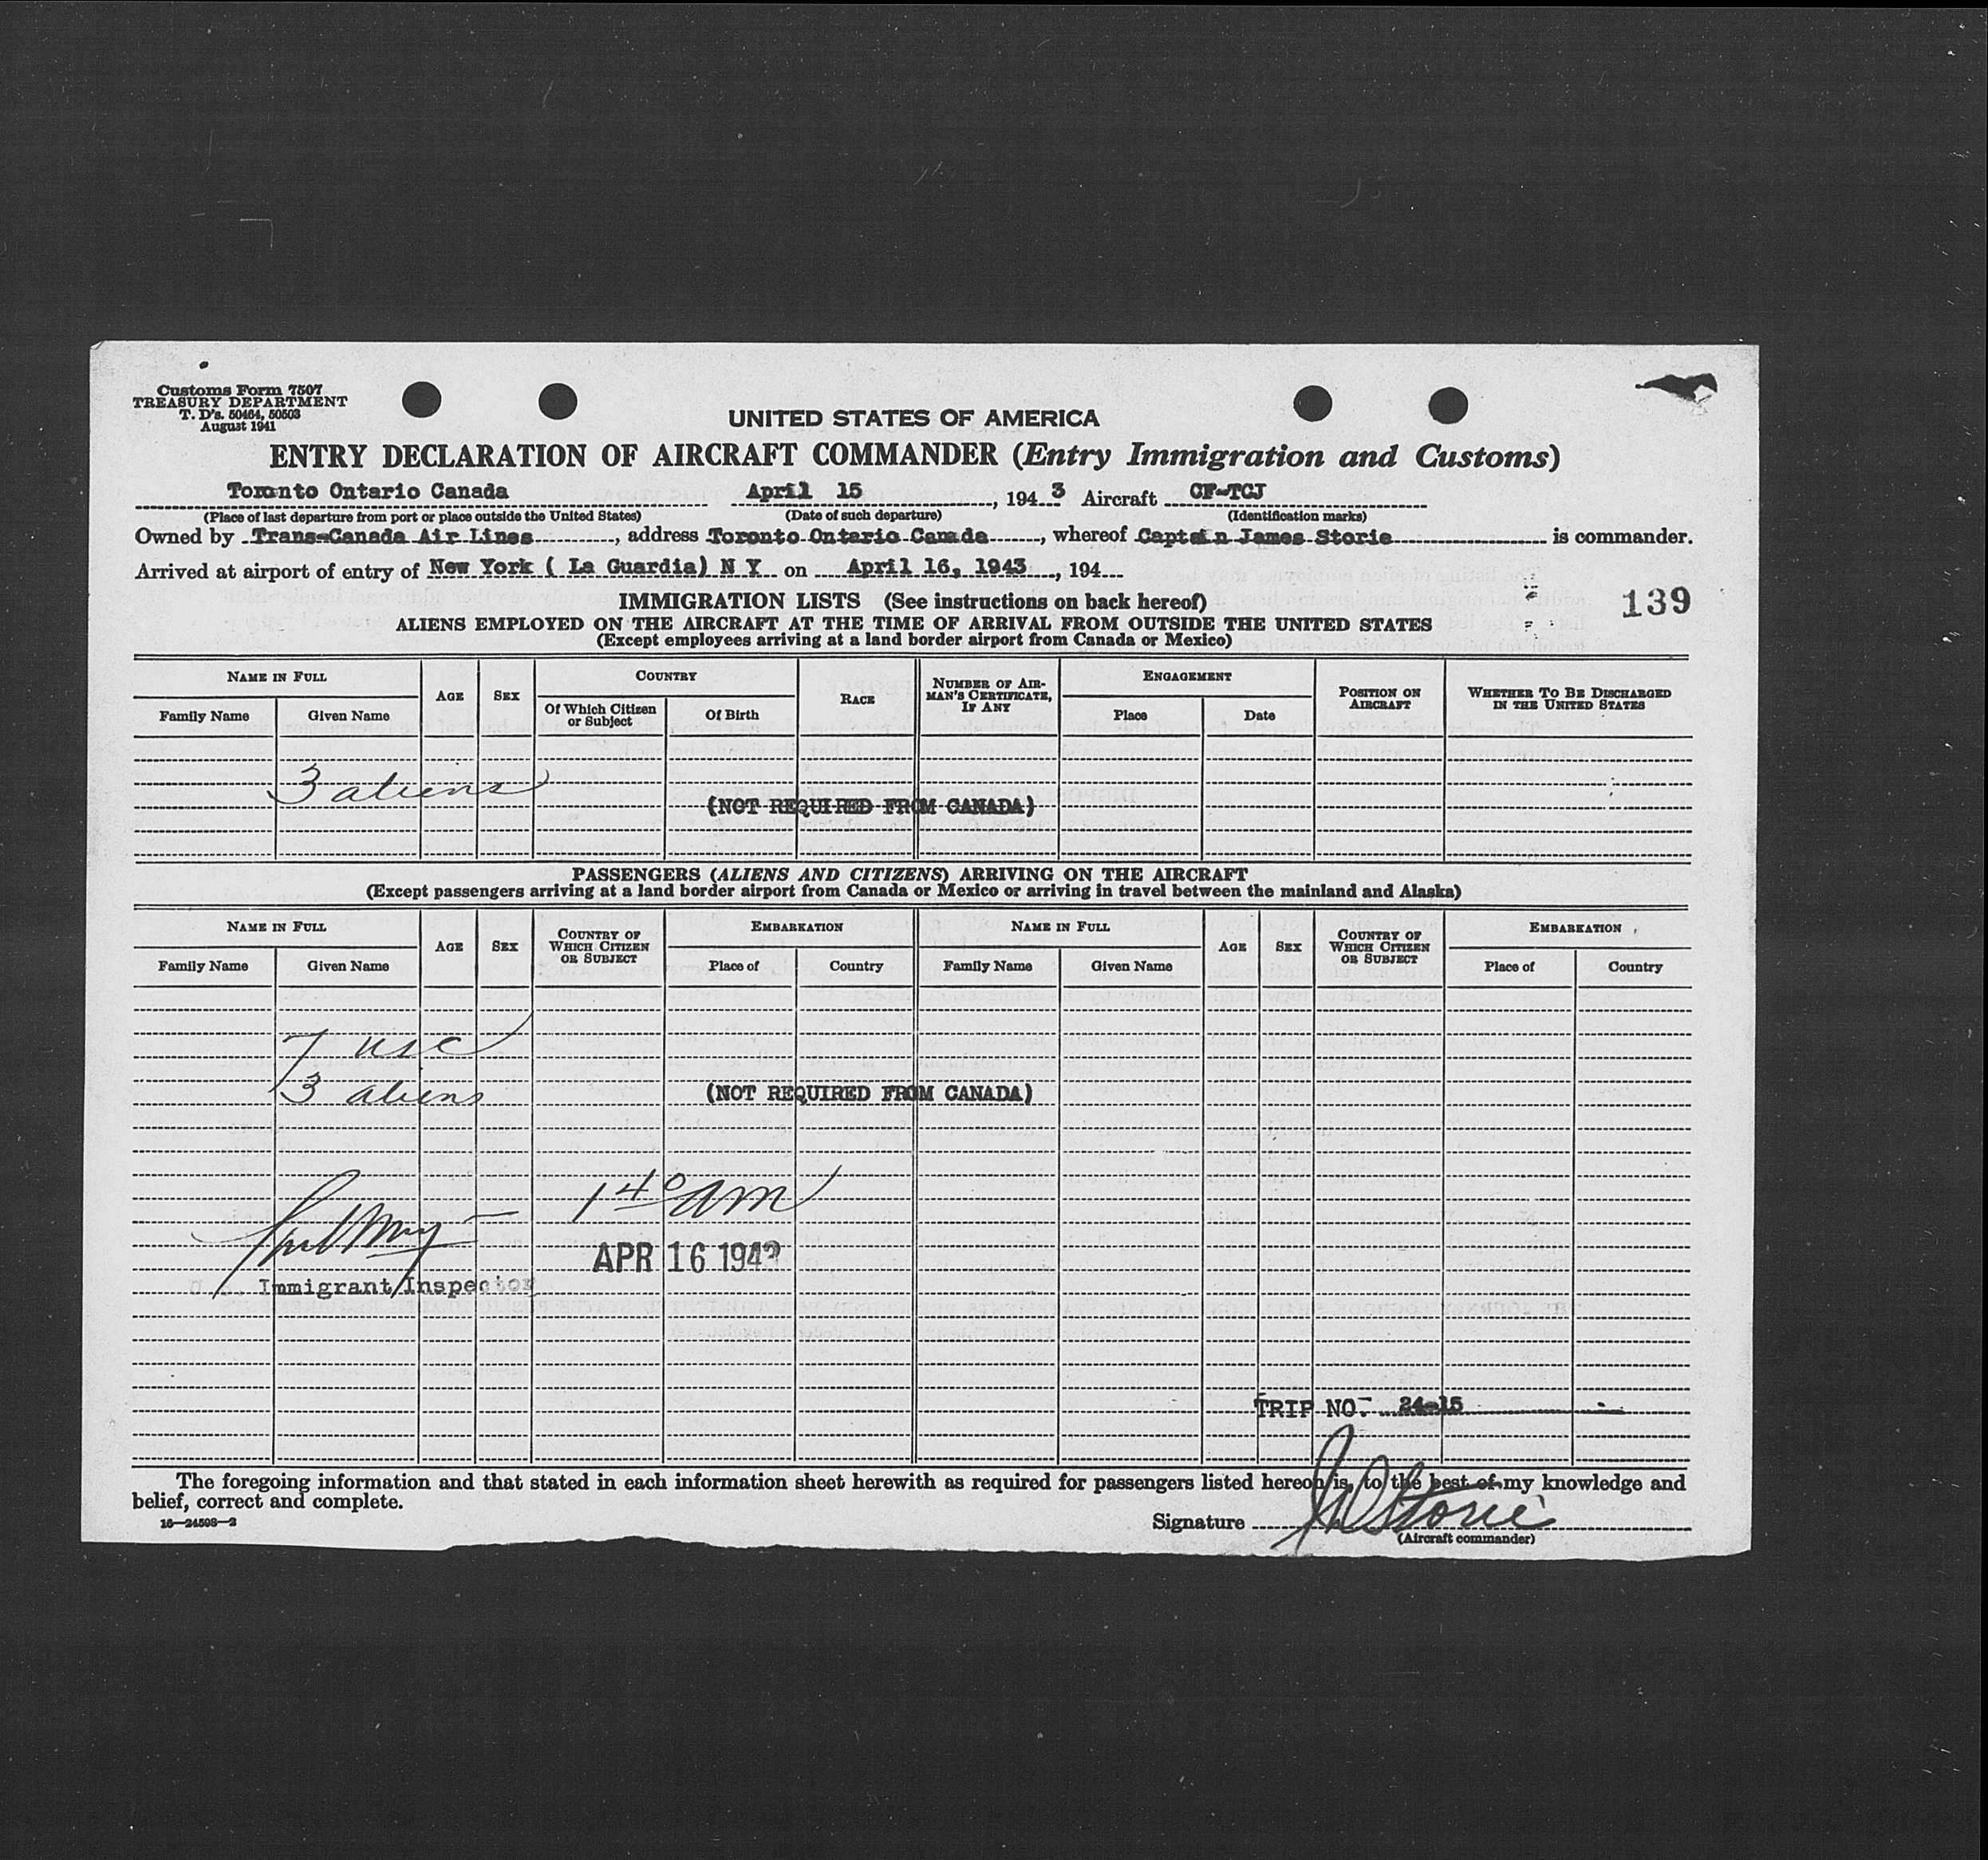 Customs Form 7507
TREASURY DEPARTMENT
T. D's. 50464, 50503
August 1941
UNITED STATES OF AMERICA
ENTRY DECLARATION OF AIRCRAFT COMMANDER (Entry Immigration and Customs)
Toronto Ontario Canada April 15, 1943 Aircraft CF-TCJ
(Place of last departure from port or place outside the United States) (Date of such departure) (Identification marks)
Owned by Trans-Canada Air Lines, address Toronto Ontario Canada, whereof Captain James Storie is commander.
Arrived at airport of entry of New York ( La Guardia) N Y on April 16, 1943, 194
139
IMMIGRATION LISTS (See instructions on back hereof)
ALIENS EMPLOYED ON THE AIRCRAFT AT THE TIME OF ARRIVAL FROM OUTSIDE THE UNITED STATES
(Except employees arriving at a land border airport from Canada or Mexico)
NAME IN FULL AGE SEX COUNTRY RACE NUMBER OF AIRMAN'S CERTIFICATE, IF ANY ENGAGEMENT POSITION ON AIRCRAFT WHETHER TO BE DISCHARGED IN THE UNITED STATES
Family Name Given Name Of Which Citizen or Subject Of Birth Place Date
3 aliens
(NOT REQUIRED FROM CANADA)
PASSENGERS (ALIENS AND CITIZENS) ARRIVING ON THE AIRCRAFT
(Except passengers arriving at a land border airport from Canada or Mexico or arriving in travel between the mainland and Alaska)
NAME IN FULL AGE SEX COUNTRY OF WHICH CITIZEN OR SUBJECT EMBARKATION NAME IN FULL AGE SEX COUNTRY OF WHICH CITIZEN OR SUBJECT EMBARKATION
Family Name Given Name Place of Country Family Name Given Name Place of Country
7 usc
3 aliens
(NOT REQUIRED FROM CANADA)
1 40 am
APR 16 1943
Immigrant Inspector
TRIP NO. 24-15
The foregoing information and that stated in each information sheet herewith as required for passengers listed hereon is, to the best of my knowledge and
belief, correct and complete.
16—24508—2
Signature
Storie
(Aircraft commander)